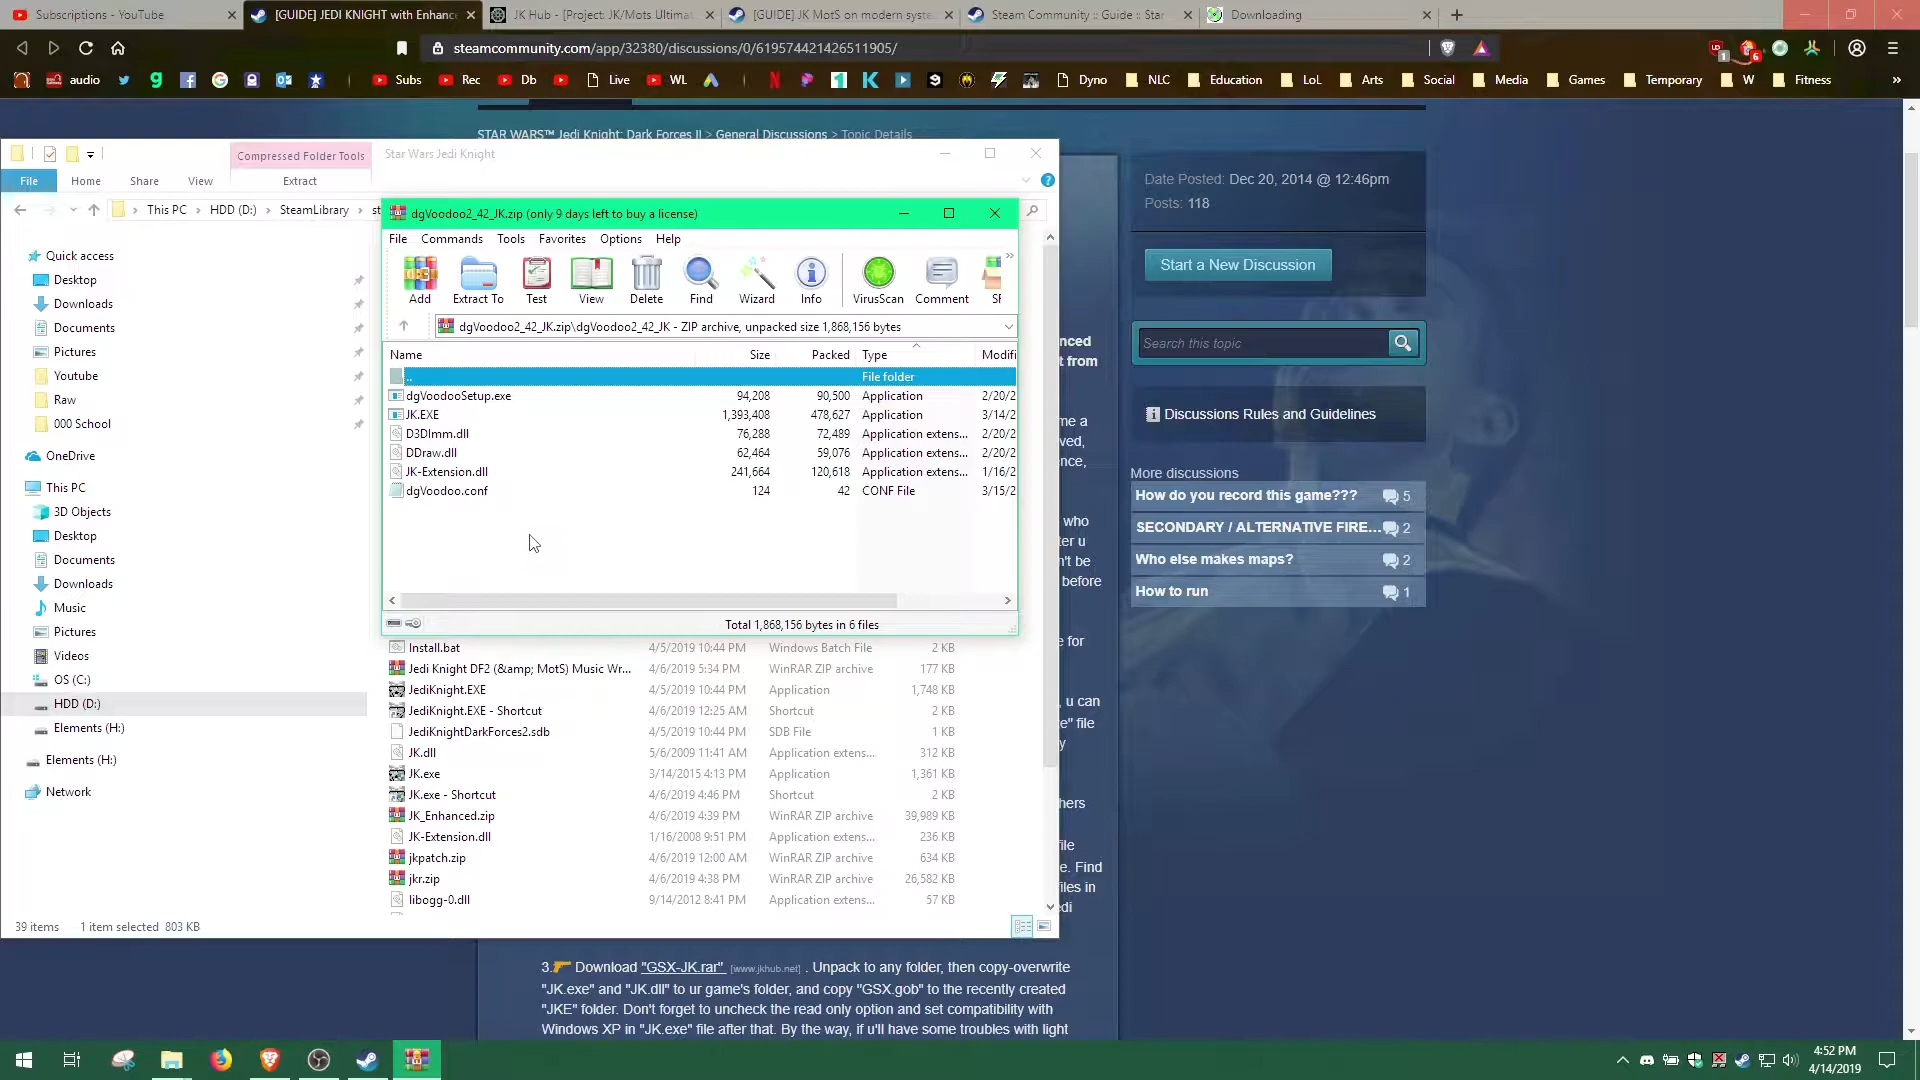 Subscriptions - YouTube
[GUIDE] JEDI KNIGHT with Enhance
JK Hub - [Project: JK/Mots Ultimat
[GUIDE] JK MotS on modern syste
Steam Community :: Guide :: Star
Downloading
steamcommunity.com/app/32380/discussions/0/619574421426511905/
audio
Subs
Rec
Db
Live
WL
Dyno
NLC
Education
LoL
Arts
Social
Media
Games
Temporary
W
Fitness
STAR WARS™ Jedi Knight: Dark Forces II > General Discussions > Topic Details
Compressed Folder Tools
Star Wars Jedi Knight
File
Home
Share
View
Extract
This PC > HDD (D:) > SteamLibrary > st
dgVoodoo2_42_JK.zip (only 9 days left to buy a license)
File Commands Tools Favorites Options Help
Add
Extract To
Test
View
Delete
Find
Wizard
Info
VirusScan
Comment
SF
dgVoodoo2_42_JK.zip\dgVoodoo2_42_JK - ZIP archive, unpacked size 1,868,156 bytes
Name Size Packed Type Modifi
.. File folder
dgVoodooSetup.exe 94,208 90,500 Application 2/20/2
JK.EXE 1,393,408 478,627 Application 3/14/2
D3DImm.dll 76,288 72,489 Application extens... 2/20/2
DDraw.dll 62,464 59,076 Application extens... 2/20/2
JK-Extension.dll 241,664 120,618 Application extens... 1/16/2
dgVoodoo.conf 124 42 CONF File 3/15/2
Total 1,868,156 bytes in 6 files
Quick access
Desktop
Downloads
Documents
Pictures
Youtube
Raw
000 School
OneDrive
This PC
3D Objects
Desktop
Documents
Downloads
Music
Pictures
Videos
OS (C:)
HDD (D:)
Elements (H:)
Elements (H:)
Network
Install.bat 4/5/2019 10:44 PM Windows Batch File 2 KB
Jedi Knight DF2 (&amp; MotS) Music Wr... 4/6/2019 5:34 PM WinRAR ZIP archive 177 KB
JediKnight.EXE 4/5/2019 10:44 PM Application 1,748 KB
JediKnight.EXE - Shortcut 4/6/2019 12:25 AM Shortcut 2 KB
JediKnightDarkForces2.sdb 4/5/2019 10:44 PM SDB File 1 KB
JK.dll 5/6/2009 11:41 AM Application extens... 312 KB
JK.exe 3/14/2015 4:13 PM Application 1,361 KB
JK.exe - Shortcut 4/6/2019 4:46 PM Shortcut 2 KB
JK_Enhanced.zip 4/6/2019 4:39 PM WinRAR ZIP archive 39,989 KB
JK-Extension.dll 1/16/2008 9:51 PM Application extens... 236 KB
jkpatch.zip 4/6/2019 12:00 AM WinRAR ZIP archive 634 KB
jkr.zip 4/6/2019 4:38 PM WinRAR ZIP archive 26,582 KB
libogg-0.dll 9/14/2012 8:41 PM Application extens... 57 KB
39 items 1 item selected 803 KB
nced
t from
me a
ved,
nce,
who
ter u
n't be
before
e for
, u can
e" file
y
hers
file
e. Find
files in
edi
3. Download "GSX-JK.rar" [www.jkhub.net] . Unpack to any folder, then copy-overwrite
"JK.exe" and "JK.dll" to ur game's folder, and copy "GSX.gob" to the recently created
"JKE" folder. Don't forget to uncheck the read only option and set compatibility with
Windows XP in "JK.exe" file after that. By the way, if u'll have some troubles with light
Date Posted: Dec 20, 2014 @ 12:46pm
Posts: 118
Start a New Discussion
Search this topic
Discussions Rules and Guidelines
More discussions
How do you record this game??? 5
SECONDARY / ALTERNATIVE FIRE... 2
Who else makes maps? 2
How to run 1
4:52 PM
4/14/2019